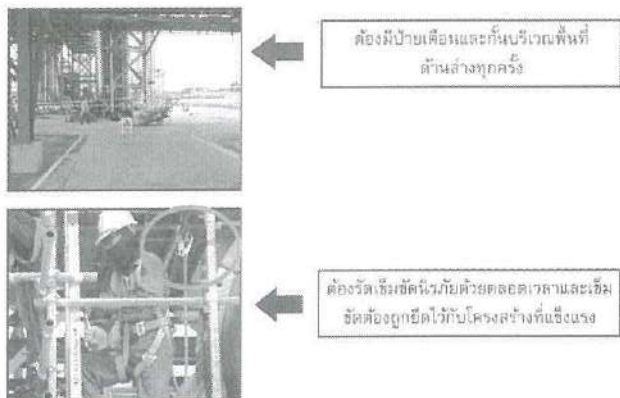 ต้องมีป้ายเตือนและกั้นบริเวณพื้นที่
ด้านล่างทุกครั้ง
ต้องรัดเข็มขัดนิรภัยด้วยตลอดเวลาและเข็ม
ขัดต้องถูกยึดไว้กับโครงสร้างที่แข็งแรง